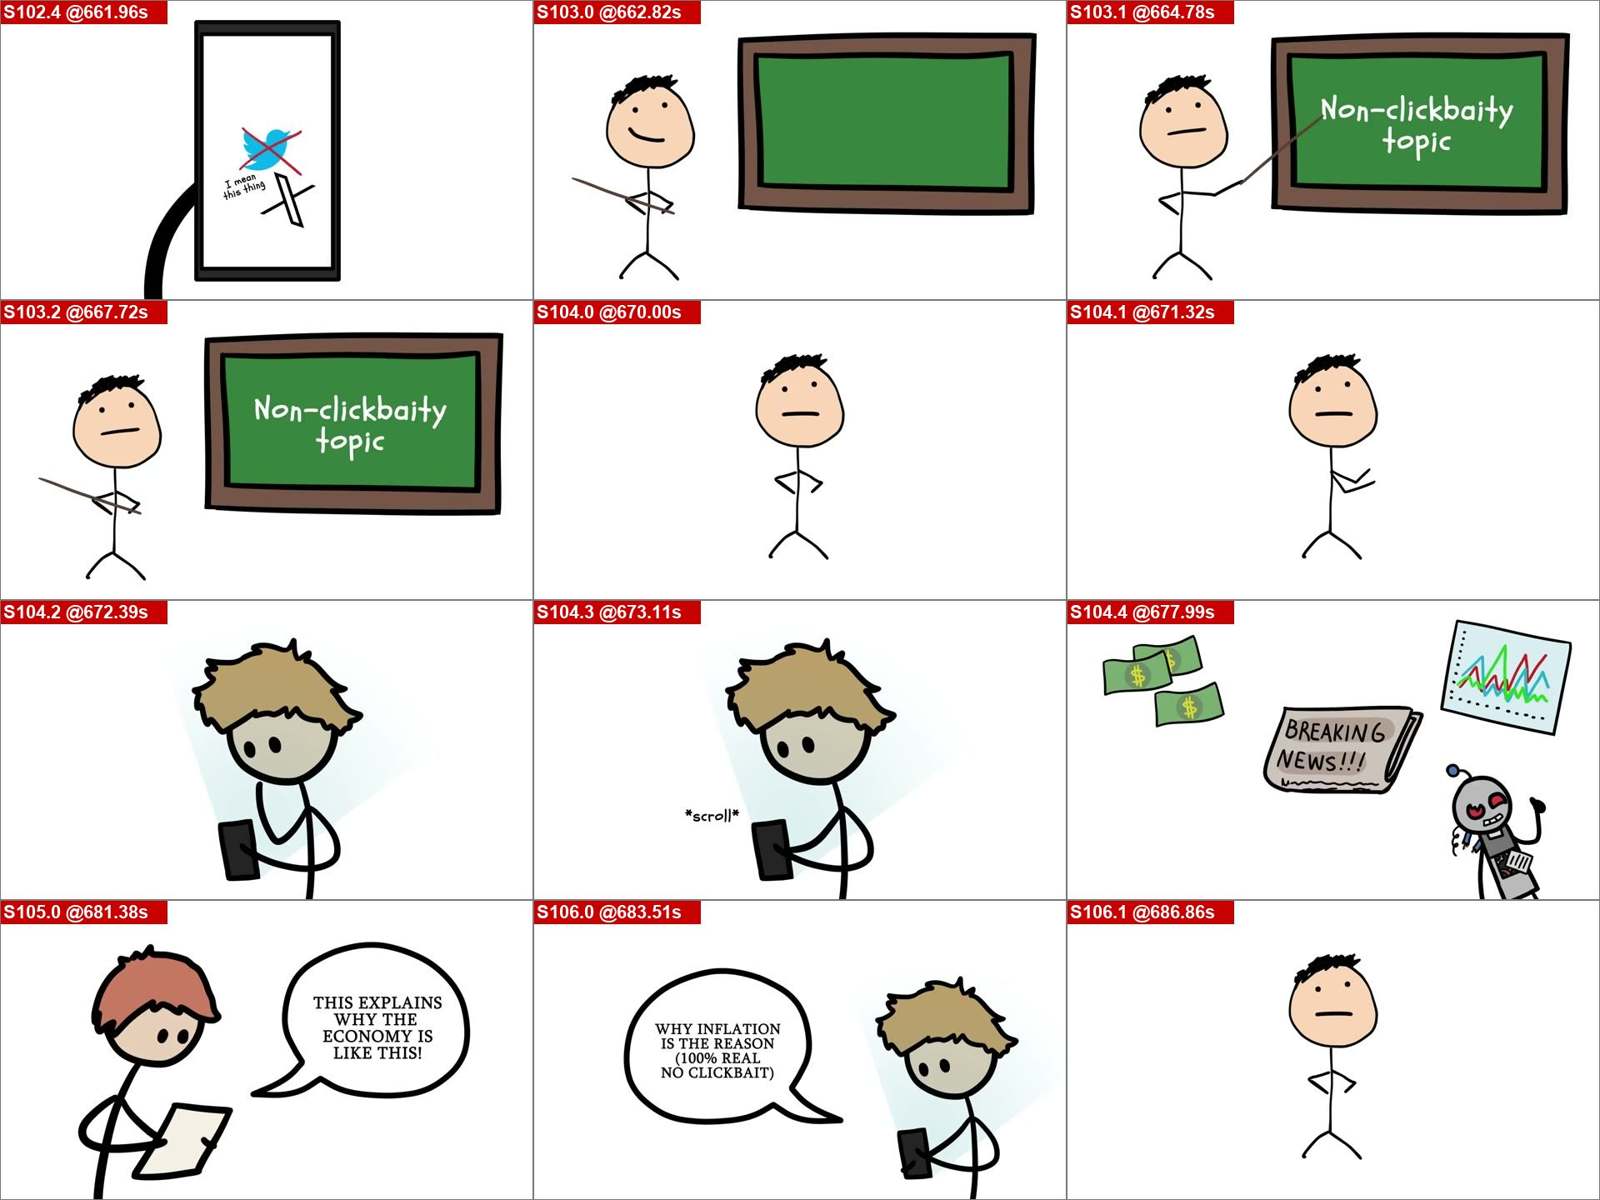 S102.4 @661.96s
I mean
this thing
S103.0 @662.82s
S103.1 @664.78s
Non-clickbaity
topic
S103.2 @667.72s
Non-clickbaity
topic
S104.0 @670.00s
S104.1 @671.32s
S104.2 @672.39s
S104.3 @673.11s
*scroll*
S104.4 @677.99s
$
$
$
BREAKING
NEWS!!!
S105.0 @681.38s
THIS EXPLAINS
WHY THE
ECONOMY IS
LIKE THIS!
S106.0 @683.51s
WHY INFLATION
IS THE REASON
(100% REAL
NO CLICKBAIT)
S106.1 @686.86s